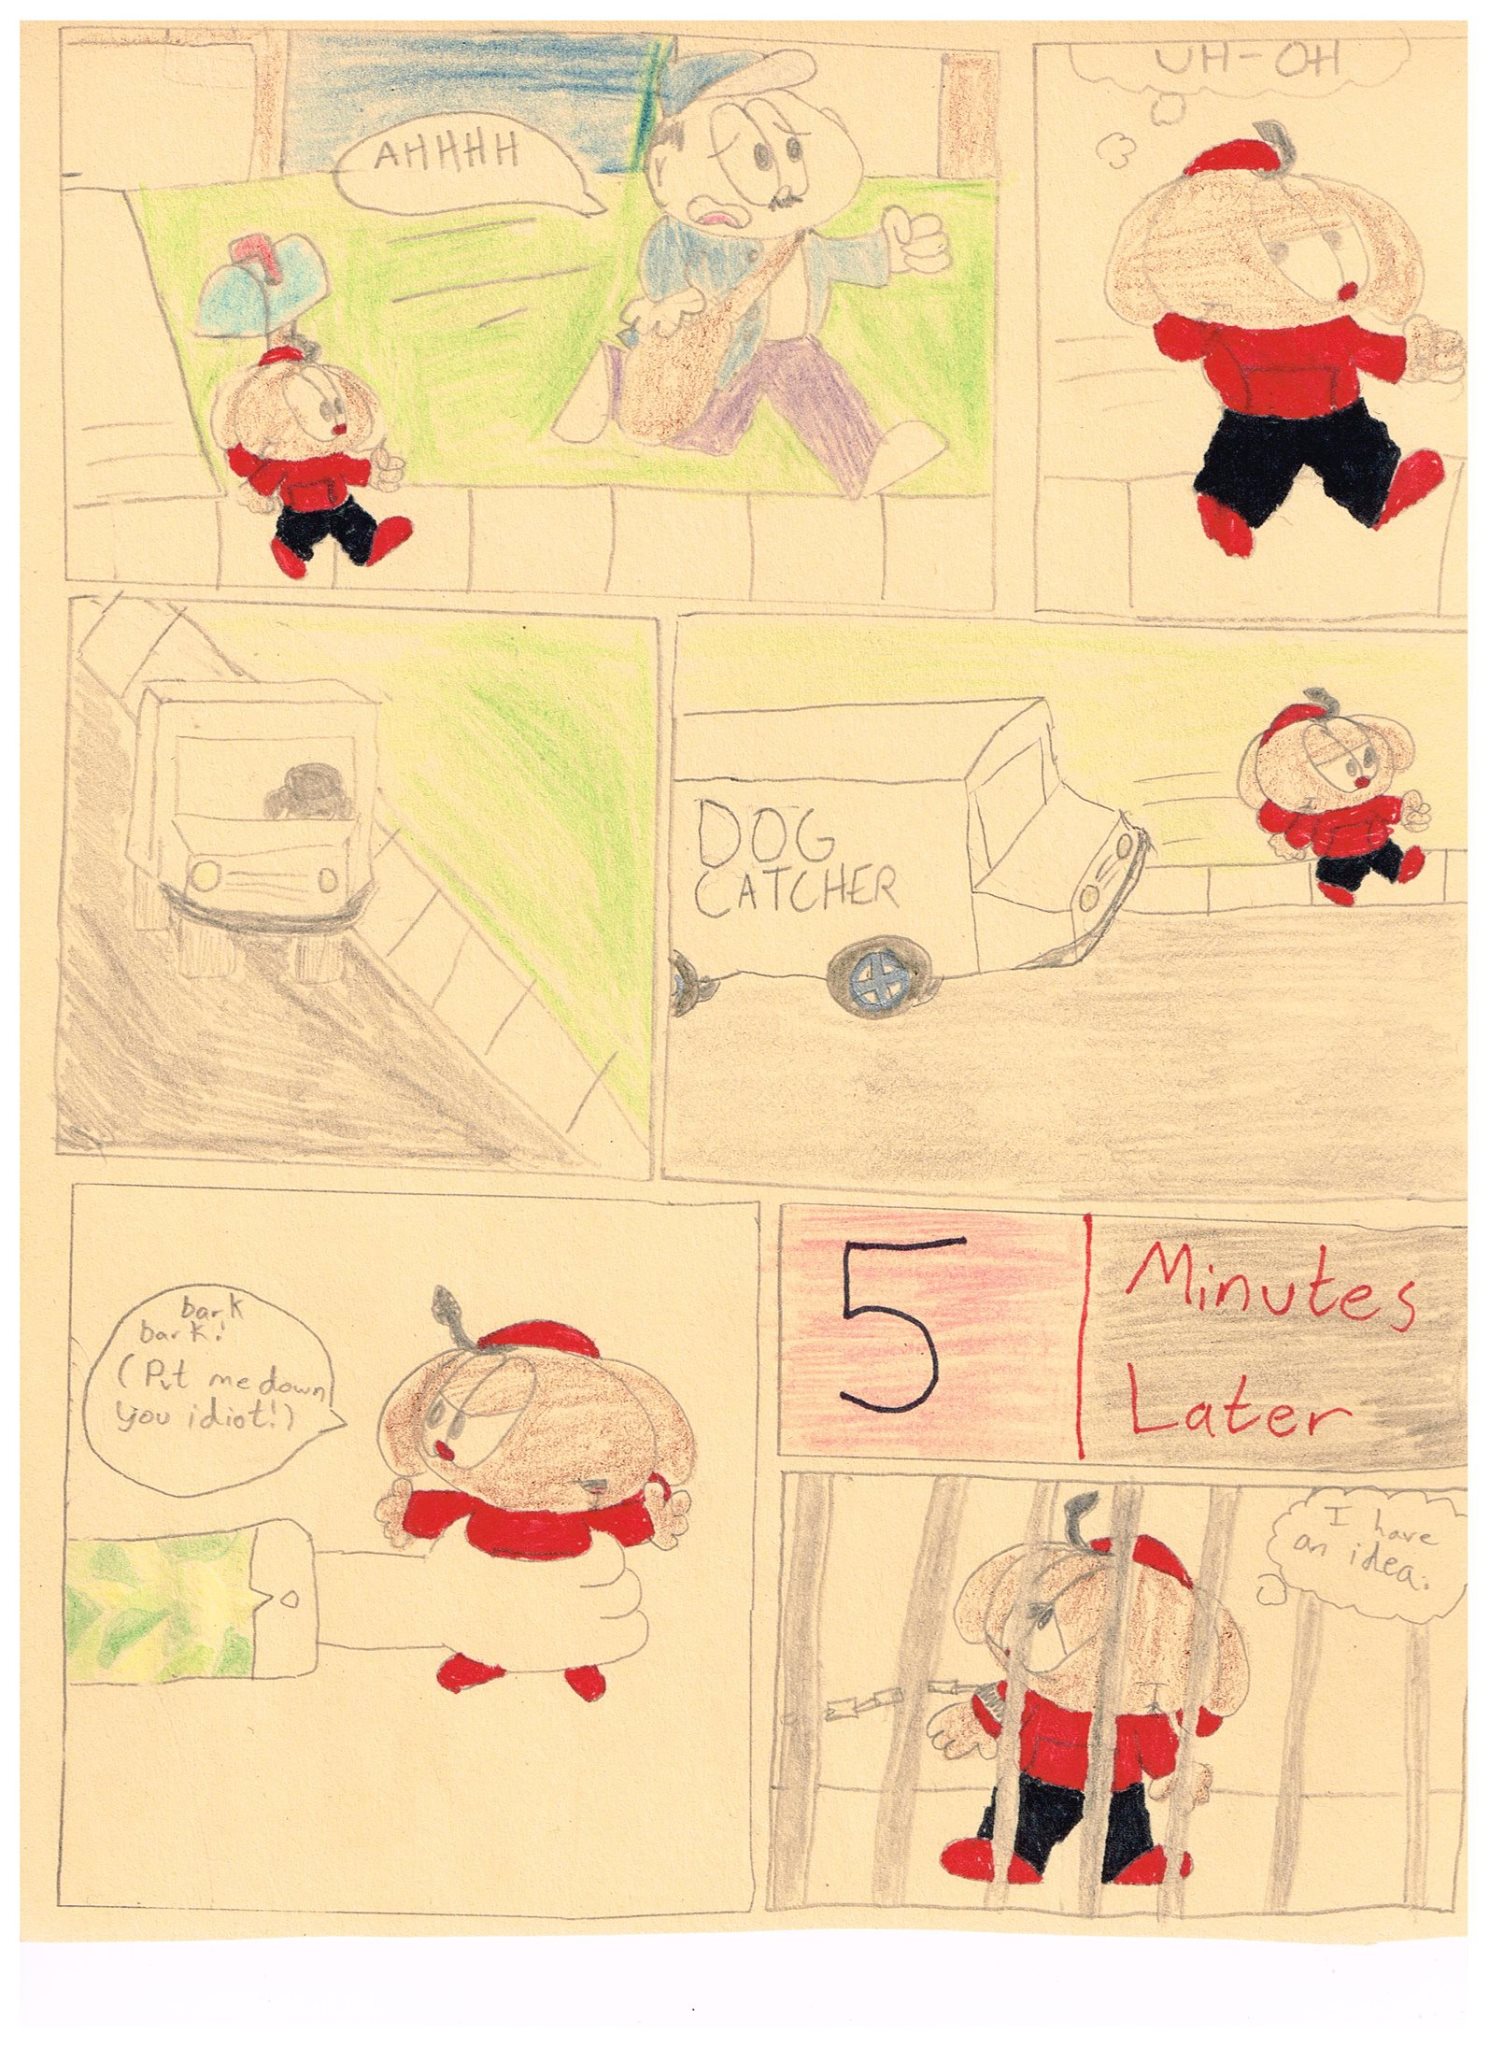 AHHHH
UH-OH
DOG
CATCHER
bark
bark!
(Put me down
you idiot!)
5
Minutes
Later
I have
an idea.